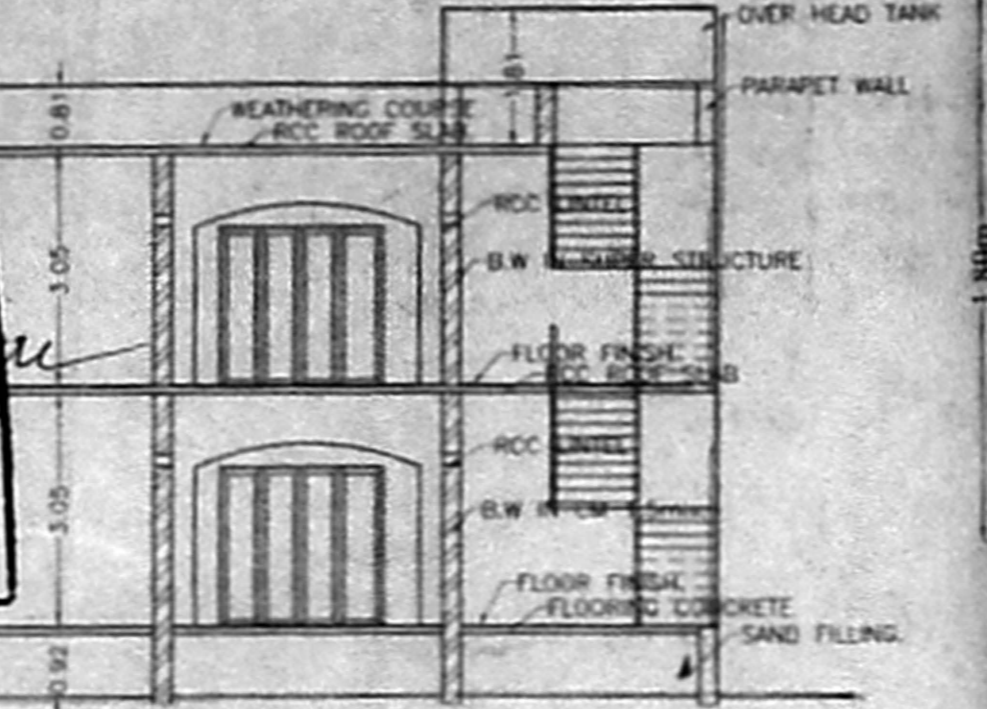 OVER HEAD TANK
PARAPET WALL
WEATHERING COURSE
RCC ROOF SLAB
0.81
RCC LINTEL
B.W IN SUPER STRUCTURE
3.05
FLOOR FINISH.
RCC ROOF SLAB
RCC LINTEL
B.W IN CM
3.05
FLOOR FINISH.
FLOORING CONCRETE
SAND FILLING.
0.92